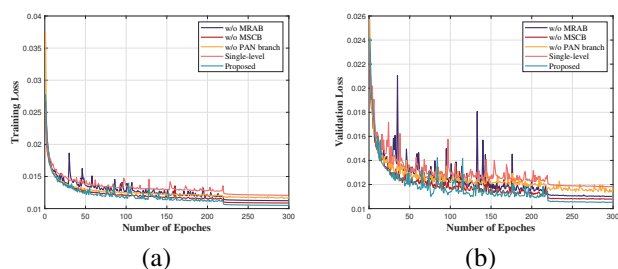 0.04
0.035
0.03
0.025
0.02
0.015
0.01
0 50 100 150 200 250 300
Training Loss
Number of Epoches
w/o MRAB
w/o MSCB
w/o PAN branch
Single-level
Proposed
(a)
0.026
0.024
0.022
0.02
0.018
0.016
0.014
0.012
0.01
0 50 100 150 200 250 300
Validation Loss
Number of Epoches
w/o MRAB
w/o MSCB
w/o PAN branch
Single-level
Proposed
(b)